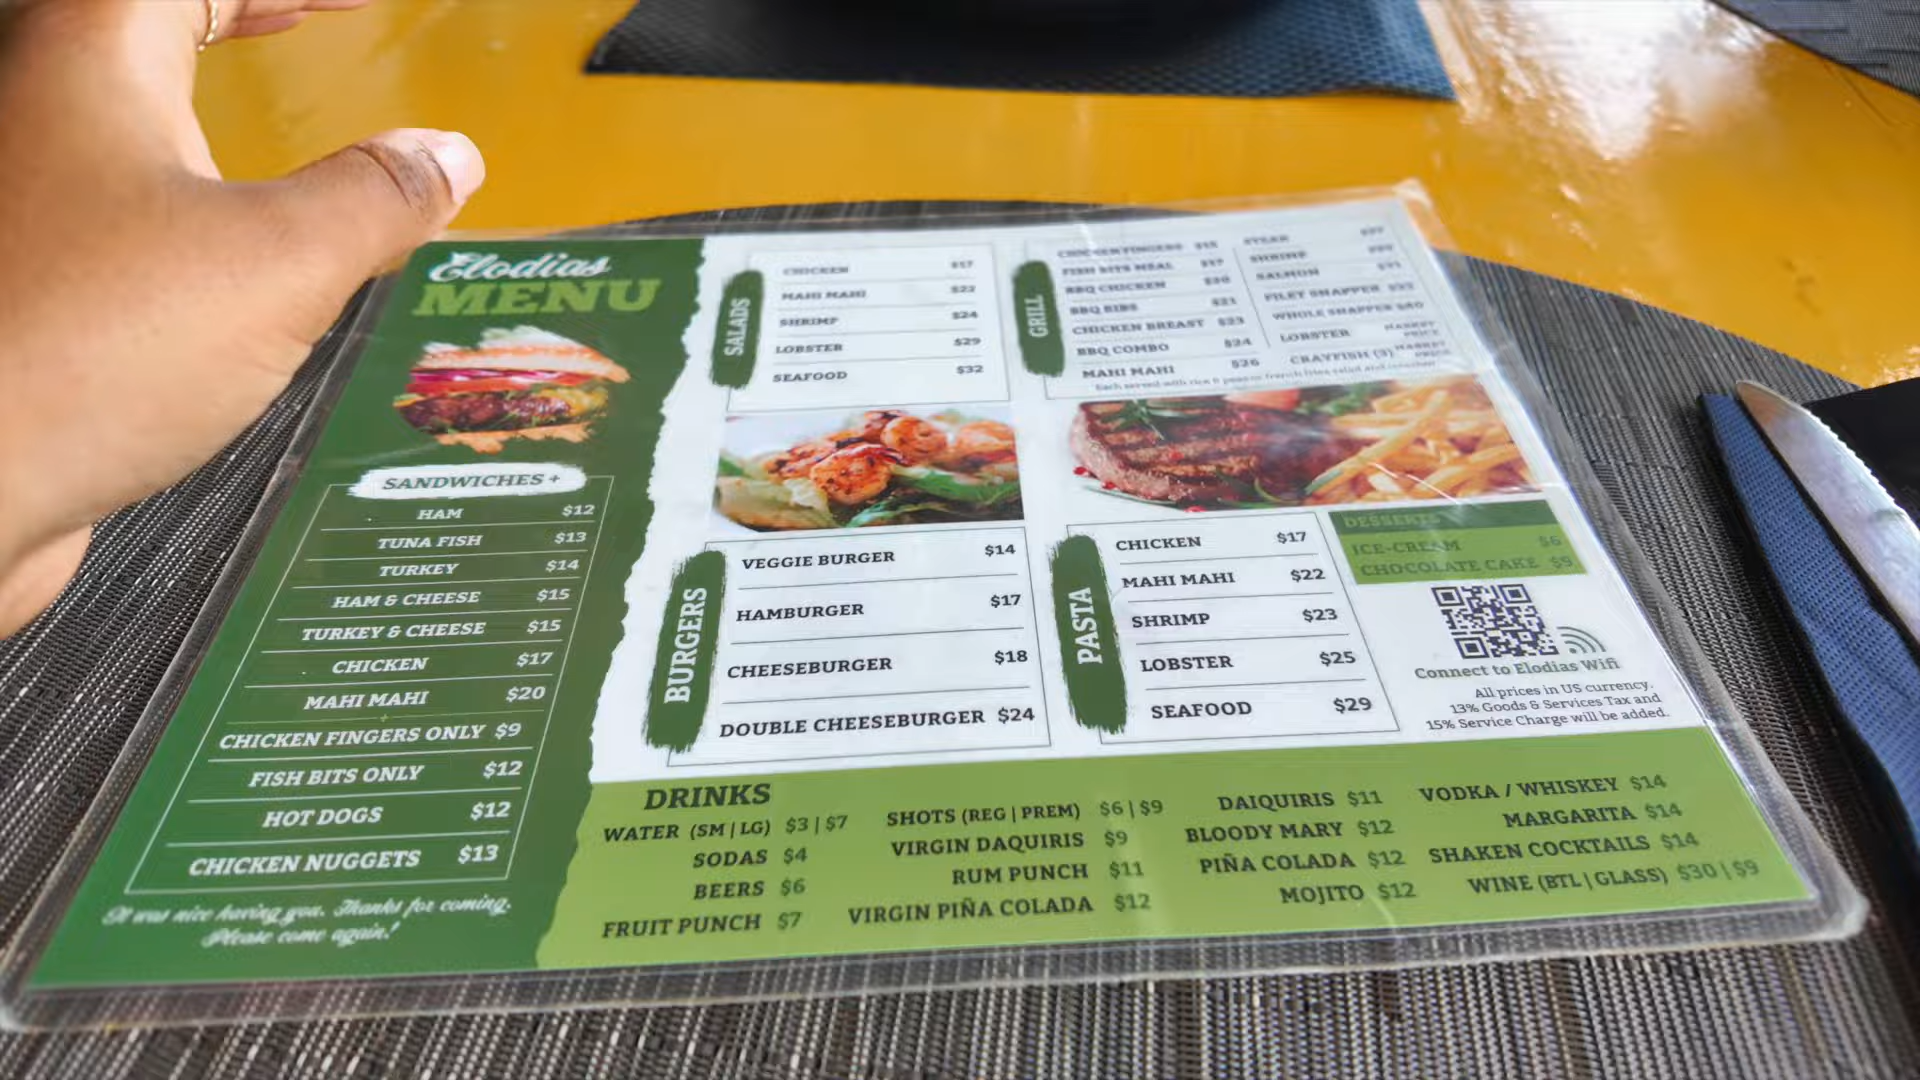 Elodias
MENU
SANDWICHES +
HAM $12
TUNA FISH $13
TURKEY $14
HAM & CHEESE $15
TURKEY & CHEESE $15
CHICKEN $17
MAHI MAHI $20
CHICKEN FINGERS ONLY $9
FISH BITS ONLY $12
HOT DOGS $12
CHICKEN NUGGETS $13
It was nice having you. Thanks for coming.
Please come again!
SALADS
CHICKEN $17
MAHI MAHI $22
SHRIMP $24
LOBSTER $29
SEAFOOD $32
GRILL
CHICKEN FINGERS $15
FISH BITS MEAL $17
BBQ CHICKEN $20
BBQ RIBS $21
CHICKEN BREAST $23
BBQ COMBO $24
MAHI MAHI $26
STEAK
SHRIMP
SALMON
FILET SNAPPER
WHOLE SNAPPER $40
LOBSTER MARKET PRICE
CRAYFISH (3) MARKET PRICE
BURGERS
VEGGIE BURGER $14
HAMBURGER $17
CHEESEBURGER $18
DOUBLE CHEESEBURGER $24
PASTA
CHICKEN $17
MAHI MAHI $22
SHRIMP $23
LOBSTER $25
SEAFOOD $29
DESSERTS
ICE-CREAM $6
CHOCOLATE CAKE $9
Connect to Elodias Wifi
All prices in US currency.
13% Goods & Services Tax and
15% Service Charge will be added.
DRINKS
WATER (SM | LG) $3 | $7
SODAS $4
BEERS $6
FRUIT PUNCH $7
SHOTS (REG | PREM) $6 | $9
VIRGIN DAQUIRIS $9
RUM PUNCH $11
VIRGIN PIÑA COLADA $12
DAIQUIRIS $11
BLOODY MARY $12
PIÑA COLADA $12
MOJITO $12
VODKA / WHISKEY $14
MARGARITA $14
SHAKEN COCKTAILS $14
WINE (BTL | GLASS) $30 | $9